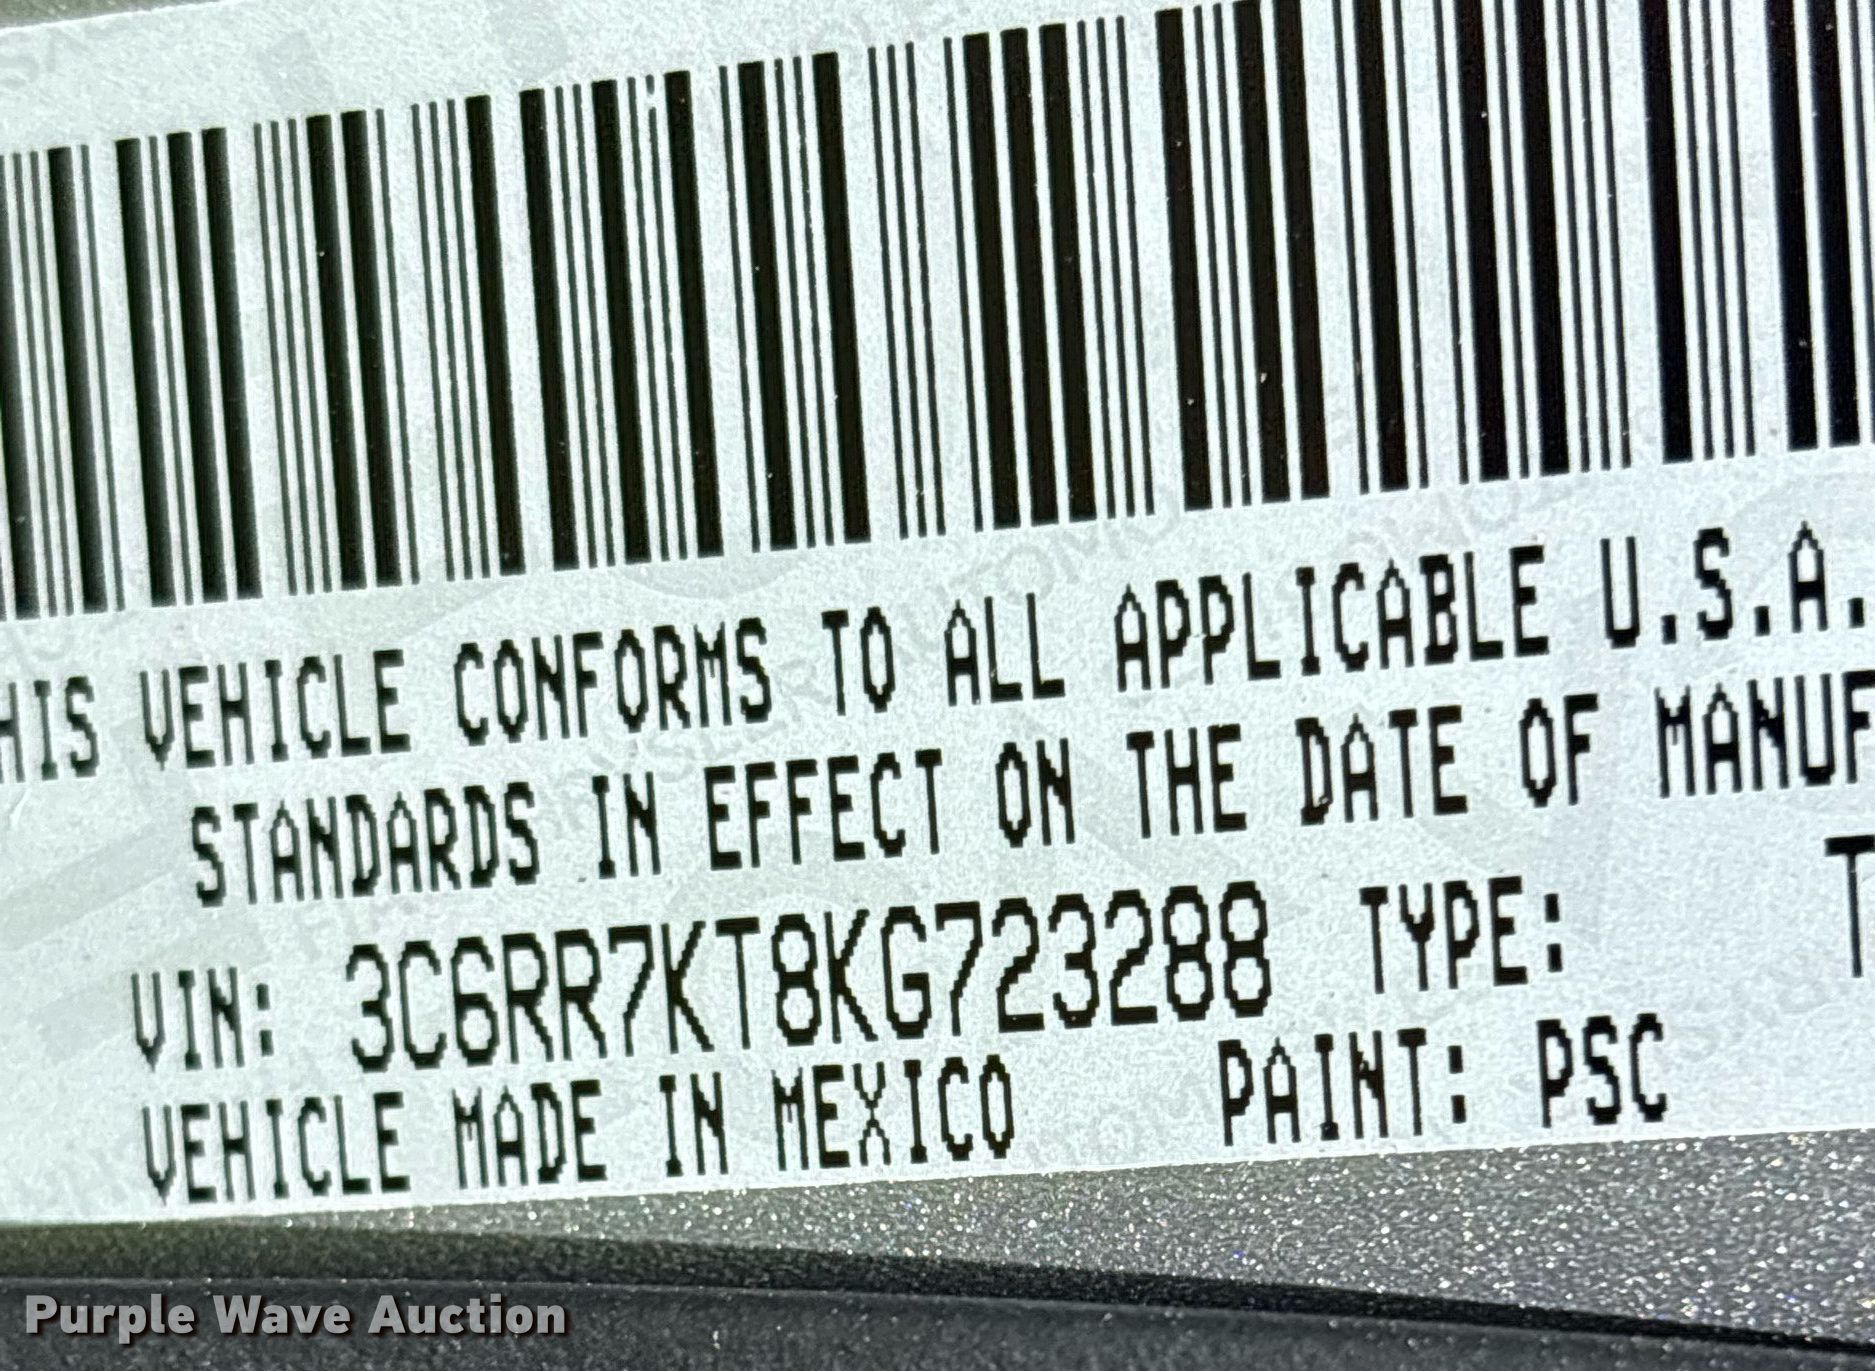 HIS VEHICLE CONFORMS TO ALL APPLICABLE U.S.A.
STANDARDS IN EFFECT ON THE DATE OF MANUF
VIN: 3C6RR7KT8KG723288 TYPE: T
VEHICLE MADE IN MEXICO PAINT: PSC
Purple Wave Auction